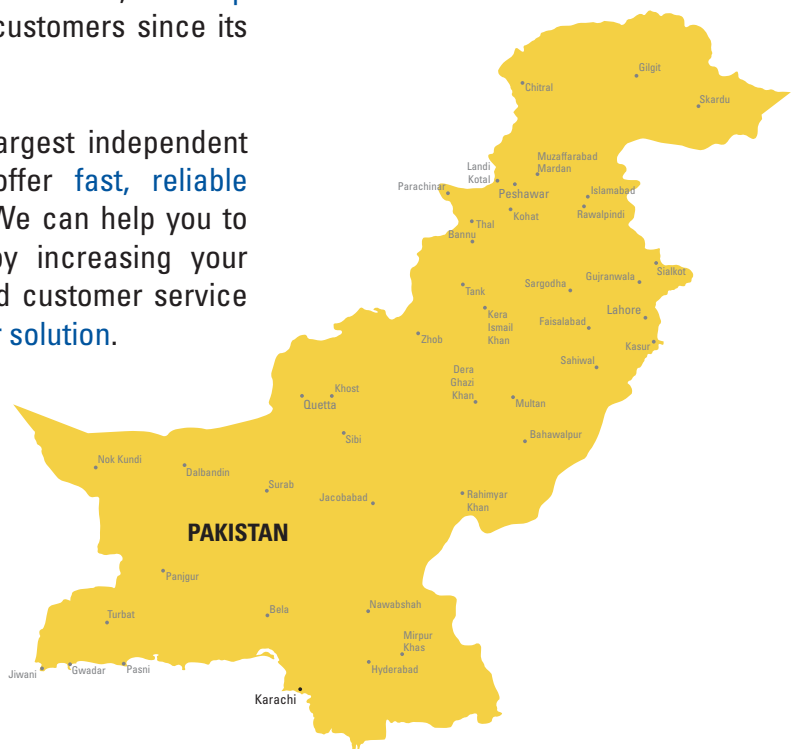 customers since its
argest independent
offer fast, reliable
We can help you to
by increasing your
d customer service
r solution.
Gilgit
Chitral
Skardu
Muzaffarabad
Mardan
Landi
Kotal
Parachinar
Peshawar
Islamabad
Kohat
Rawalpindi
Thal
Bannu
Sialkot
Gujranwala
Sargodha
Tank
Kera
Ismail
Khan
Lahore
Faisalabad
Zhob
Kasur
Sahiwal
Dera
Ghazi
Khan
Khost
Quetta
Multan
Sibi
Bahawalpur
Nok Kundi
Dalbandin
Surab
Jacobabad
Rahimyar
Khan
PAKISTAN
Panjgur
Turbat
Bela
Nawabshah
Mirpur
Khas
Hyderabad
Jiwani
Gwadar
Pasni
Karachi